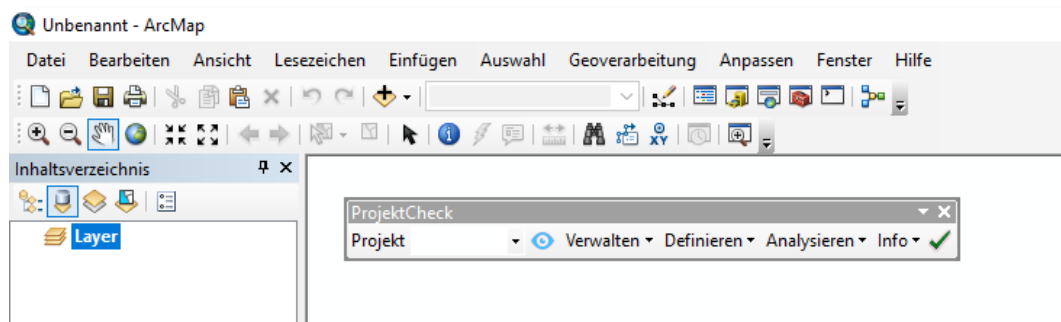 Unbenannt - ArcMap
Datei Bearbeiten Ansicht Lesezeichen Einfügen Auswahl Geoverarbeitung Anpassen Fenster Hilfe
XY
Inhaltsverzeichnis
Layer
ProjektCheck
Projekt Verwalten Definieren Analysieren Info